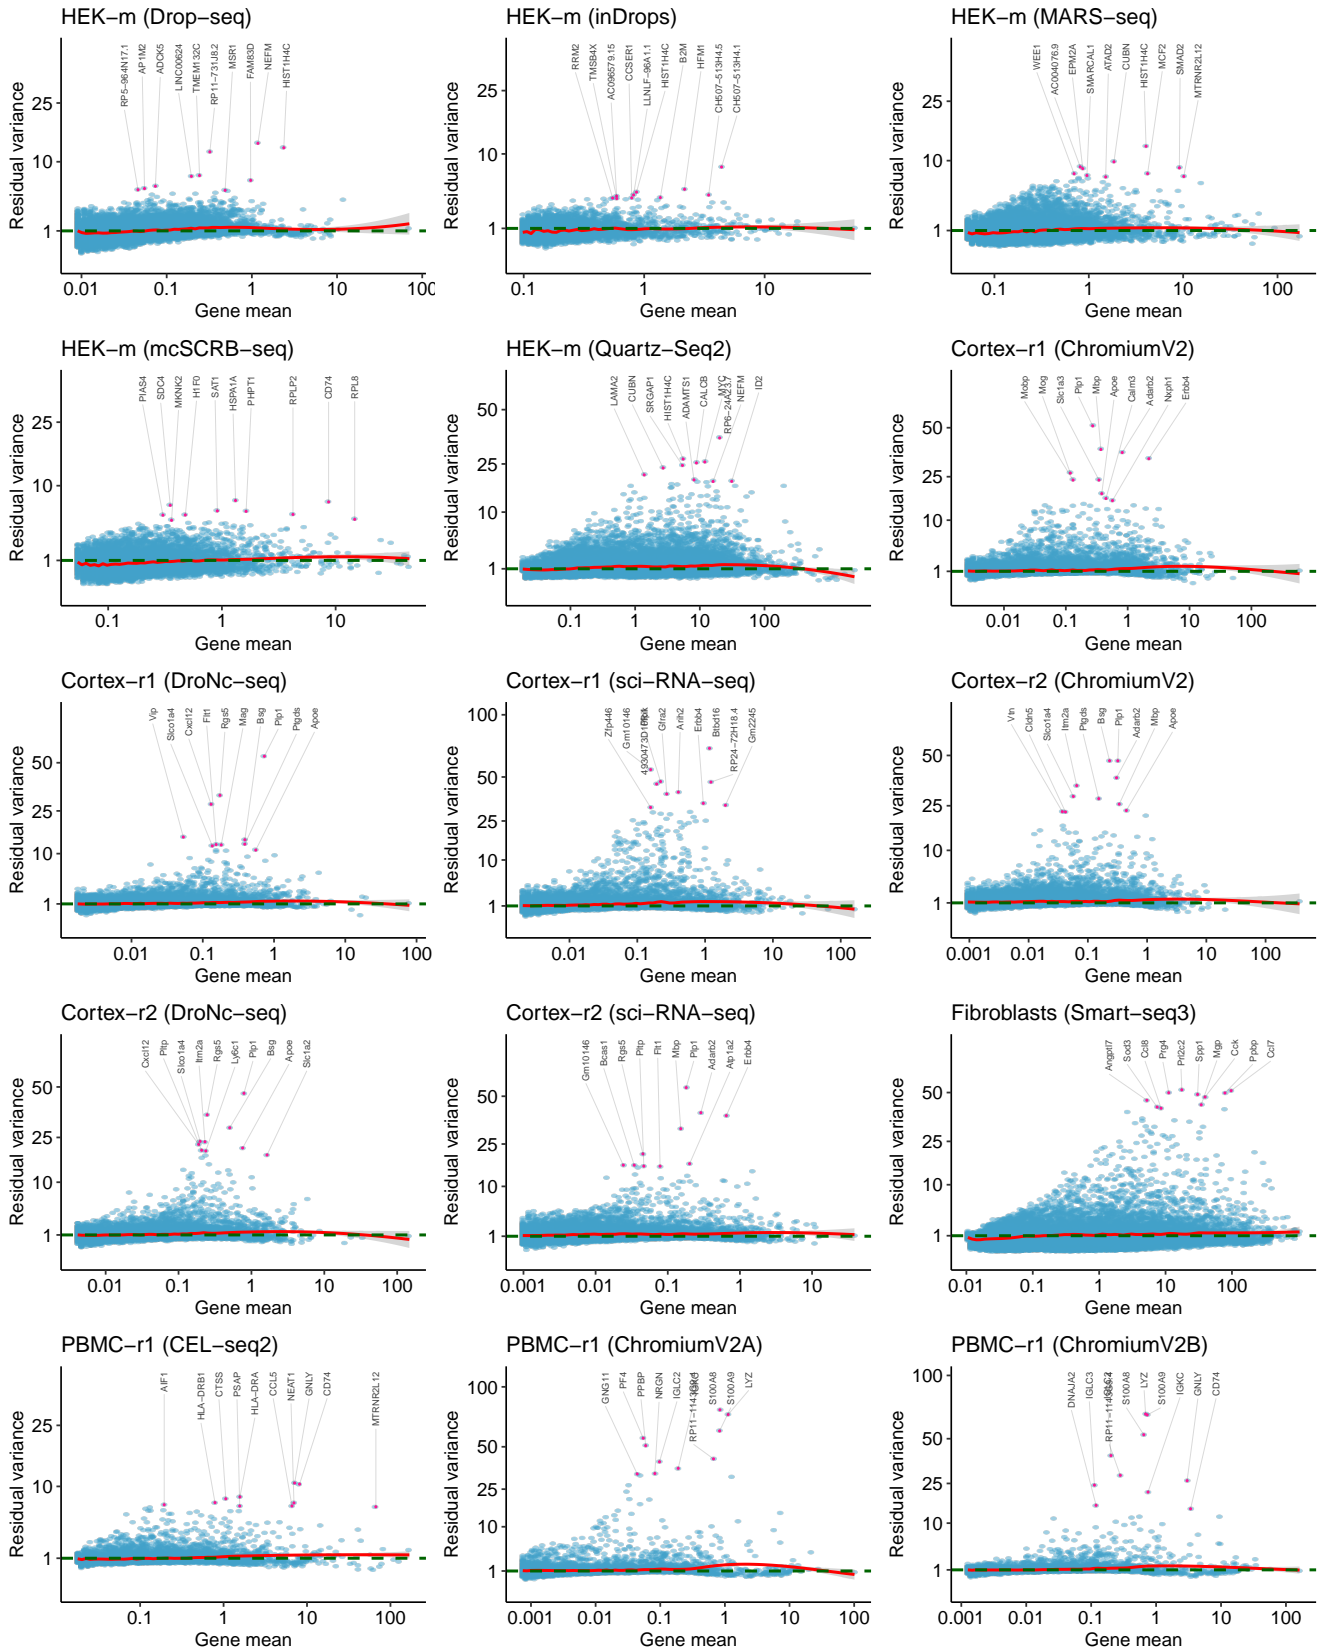 HEK−m (Drop−seq)
Residual variance
25
10
1
RP5−964N17.1
AP1M2
ADCK5
LINC00624
TMEM132C
RP11−731J8.2
MSR1
FAM83D
NEFM
HIST1H4C
0.01
0.1
1
10
100
Gene mean
HEK−m (inDrops)
Residual variance
25
10
1
RRM2
TMSB4X
AC096579.15
CCSER1
LLNLF−96A1.1
HIST1H4C
B2M
HFM1
CH507−513H4.5
CH507−513H4.1
0.1
1
10
Gene mean
HEK−m (MARS−seq)
Residual variance
25
10
1
WEE1
AC004076.9
EPM2A
SMARCAL1
ATAD2
CUBN
HIST1H4C
MCF2
SMAD2
MTRNR2L12
0.1
1
10
100
Gene mean
HEK−m (mcSCRB−seq)
Residual variance
25
10
1
PIAS4
SDC4
MKNK2
H1F0
SAT1
HSPA1A
PHPT1
RPLP2
CD74
RPL8
0.1
1
10
Gene mean
HEK−m (Quartz−Seq2)
Residual variance
50
25
10
1
LAMA2
CUBN
SRGAP1
HIST1H4C
ADAMTS1
CALCB
MYC
RP6−24A23.7
NEFM
ID2
0.1
1
10
100
Gene mean
Cortex−r1 (ChromiumV2)
Residual variance
50
25
10
1
Mobp
Mog
Slc1a3
Plp1
Mbp
Apoe
Calm3
Adarb2
Nxph1
Erbb4
0.01
0.1
1
10
100
Gene mean
Cortex−r1 (DroNc−seq)
Residual variance
50
25
10
1
Vip
Slco1a4
Cxcl12
Flt1
Rgs5
Mag
Bsg
Plp1
Ptgds
Apoe
0.01
0.1
1
10
100
Gene mean
Cortex−r1 (sci−RNA−seq)
Residual variance
100
50
25
10
1
Zfp446
Gm10146
4930473D10Rik
Gfra2
Arih2
Erbb4
Btbd16
RP24−72H18.4
Gm2245
0.01
0.1
1
10
100
Gene mean
Cortex−r2 (ChromiumV2)
Residual variance
50
25
10
1
Vtn
Cldn5
Slco1a4
Itm2a
Ptgds
Bsg
Plp1
Adarb2
Mbp
Apoe
0.001
0.01
0.1
1
10
100
Gene mean
Cortex−r2 (DroNc−seq)
Residual variance
50
25
10
1
Cxcl12
Pltp
Slco1a4
Itm2a
Rgs5
Ly6c1
Plp1
Bsg
Apoe
Slc1a2
0.01
0.1
1
10
100
Gene mean
Cortex−r2 (sci−RNA−seq)
Residual variance
50
25
10
1
Gm10146
Bcas1
Rgs5
Pltp
Flt1
Mbp
Plp1
Adarb2
Atp1a2
Erbb4
0.001
0.01
0.1
1
10
Gene mean
Fibroblasts (Smart−seq3)
Residual variance
50
25
10
1
Angptl7
Sod3
Ccl8
Prg4
Prl2c2
Spp1
Mgp
Cck
Ppbp
Ccl7
0.01
0.1
1
10
100
Gene mean
PBMC−r1 (CEL−seq2)
Residual variance
25
10
1
AIF1
HLA−DRB1
CTSS
PSAP
HLA−DRA
CCL5
NEAT1
GNLY
CD74
MTRNR2L12
0.1
1
10
100
Gene mean
PBMC−r1 (ChromiumV2A)
Residual variance
100
50
25
10
1
GNG11
PF4
PPBP
NRGN
IGLC2
S100A8
S100A9
LYZ
0.001
0.01
0.1
1
10
100
Gene mean
PBMC−r1 (ChromiumV2B)
Residual variance
100
50
25
10
1
DNAJA2
IGLC3
S100A8
LYZ
S100A9
IGKC
GNLY
CD74
0.001
0.01
0.1
1
10
100
Gene mean